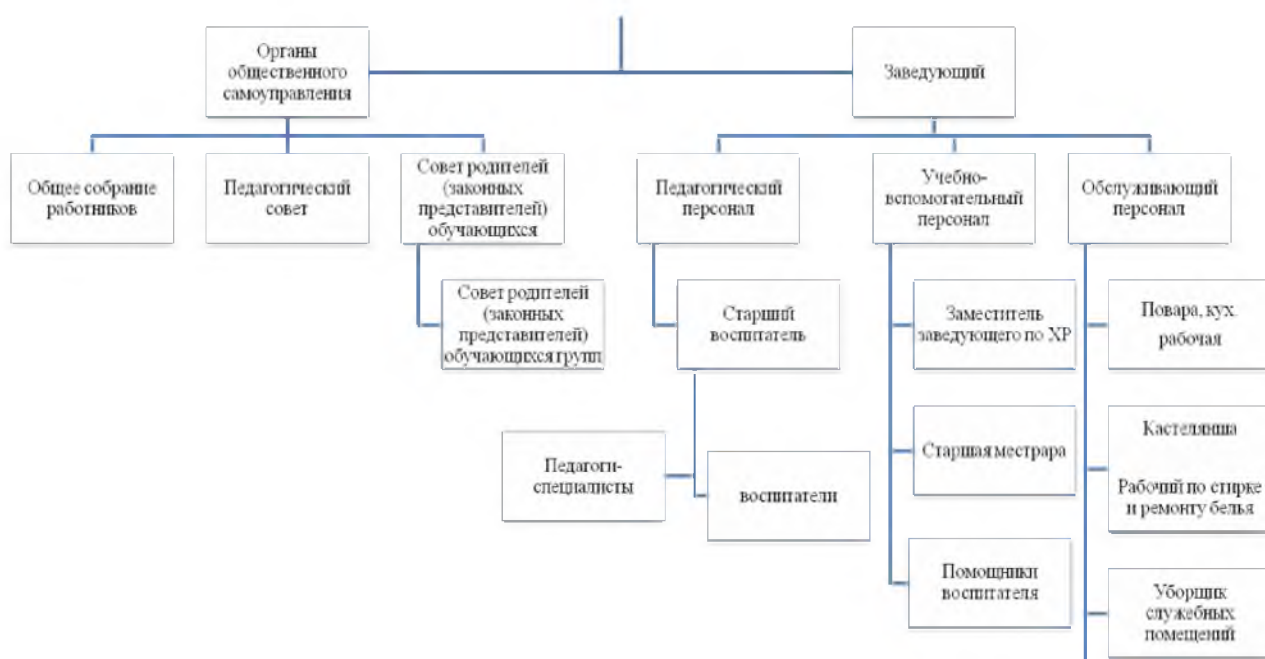 Органы
общественного
самоуправления
Заведующий
Общее собрание
работников
Педагогический
совет
Совет родителей
(законных
представителей)
обучающихся
Педагогический
персонал
Учебно-
вспомогательный
персонал
Обслуживающий
персонал
Совет родителей
(законных
представителей)
обучающихся групп
Старший
воспитатель
Заместитель
заведующего по ХР
Повара, кух.
рабочая
Педагоги-
специалисты
воспитатели
Старшая местрара
Кастелянша
Рабочий по стирке
и ремонту белья
Помощники
воспитателя
Уборщик
служебных
помещений